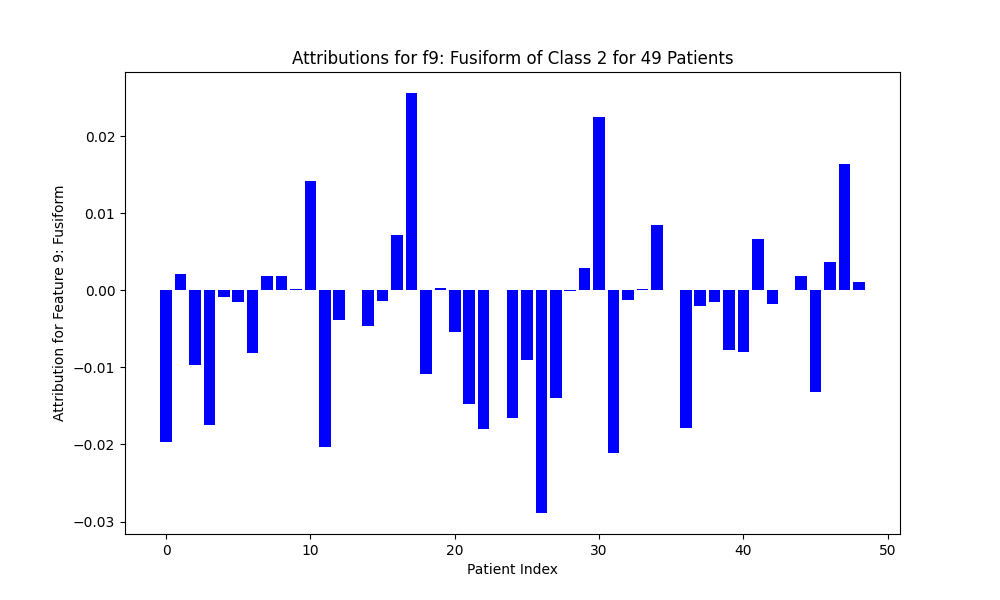 Attributions for f9: Fusiform of Class 2 for 49 Patients
Attribution for Feature 9: Fusiform
0.02
0.01
0.00
−0.01
−0.02
−0.03
0 10 20 30 40 50
Patient Index